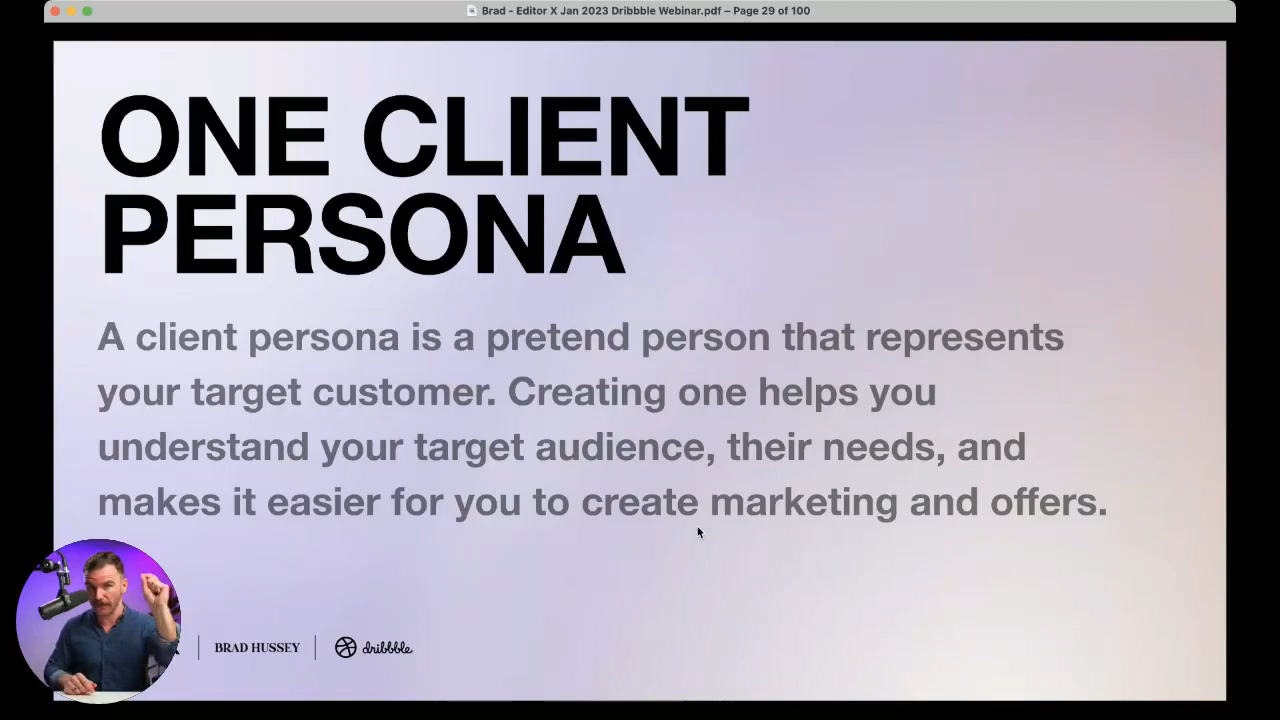 Brad - Editor X Jan 2023 Dribbble Webinar.pdf – Page 29 of 100
ONE CLIENT
PERSONA
A client persona is a pretend person that represents
your target customer. Creating one helps you
understand your target audience, their needs, and
makes it easier for you to create marketing and offers.
BRAD HUSSEY
dribbble